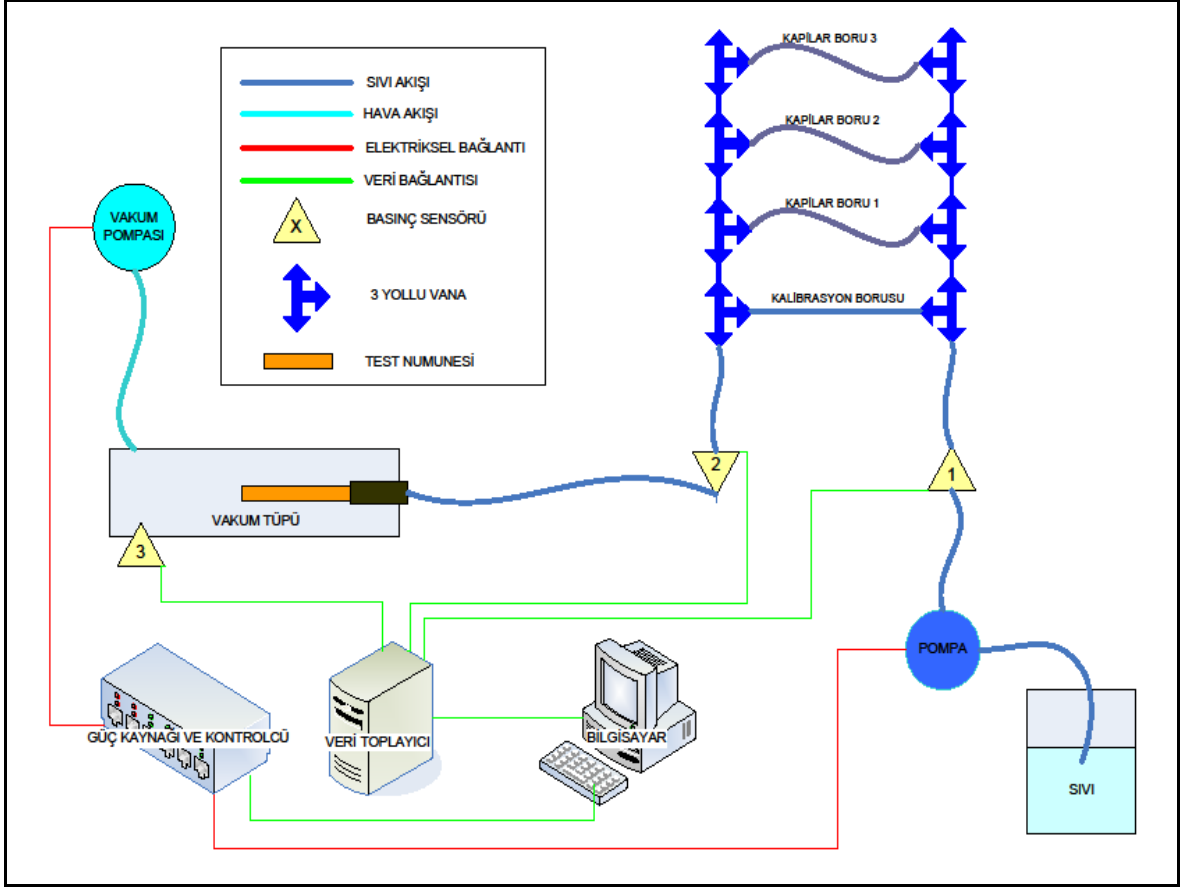 SIVI AKIŞI
HAVA AKIŞI
ELEKTRİKSEL BAĞLANTI
VERİ BAĞLANTISI
X
BASINÇ SENSÖRÜ
3 YOLLU VANA
TEST NUMUNESİ
KAPİLAR BORU 3
KAPİLAR BORU 2
KAPİLAR BORU 1
KALİBRASYON BORUSU
VAKUM
POMPASI
VAKUM TÜPÜ
2
1
3
POMPA
GÜÇ KAYNAĞI VE KONTROLCÜ
VERİ TOPLAYICI
BİLGİSAYAR
SIVI